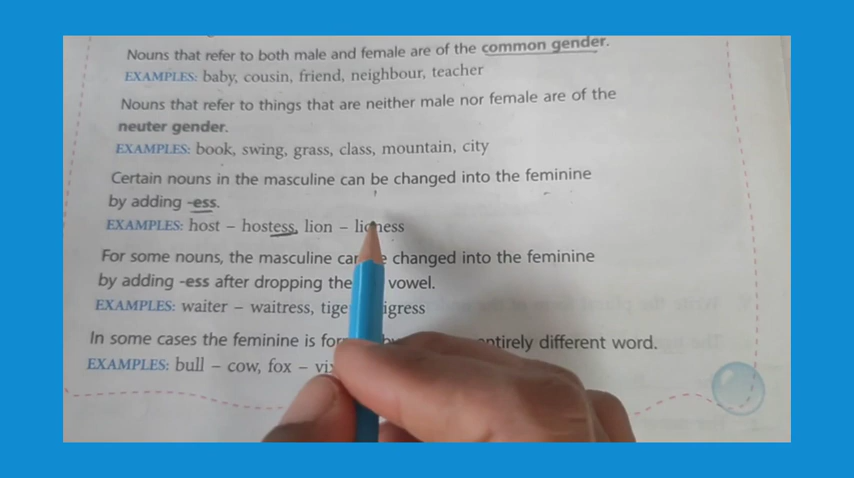 Nouns that refer to both male and female are of the common gender.
EXAMPLES: baby, cousin, friend, neighbour, teacher
Nouns that refer to things that are neither male nor female are of the
neuter gender.
EXAMPLES: book, swing, grass, class, mountain, city
Certain nouns in the masculine can be changed into the feminine
by adding -ess.
EXAMPLES: host – hostess, lion – lioness
For some nouns, the masculine can changed into the feminine
by adding -ess after dropping the vowel.
EXAMPLES: waiter – waitress,
In some cases the feminine is different word.
EXAMPLES: bull – cow, fox –